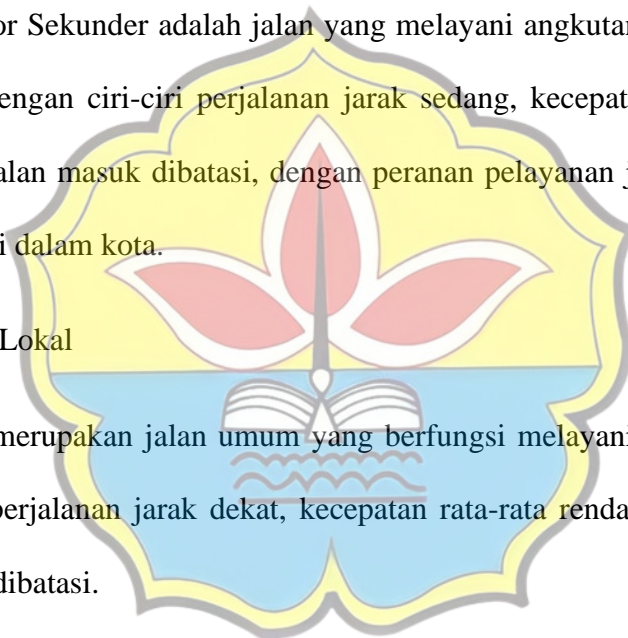 or Sekunder adalah jalan yang melayani angkutan
engan ciri-ciri perjalanan jarak sedang, kecepat
alan masuk dibatasi, dengan peranan pelayanan j
i dalam kota.
Lokal
merupakan jalan umum yang berfungsi melayani
perjalanan jarak dekat, kecepatan rata-rata renda
dibatasi.